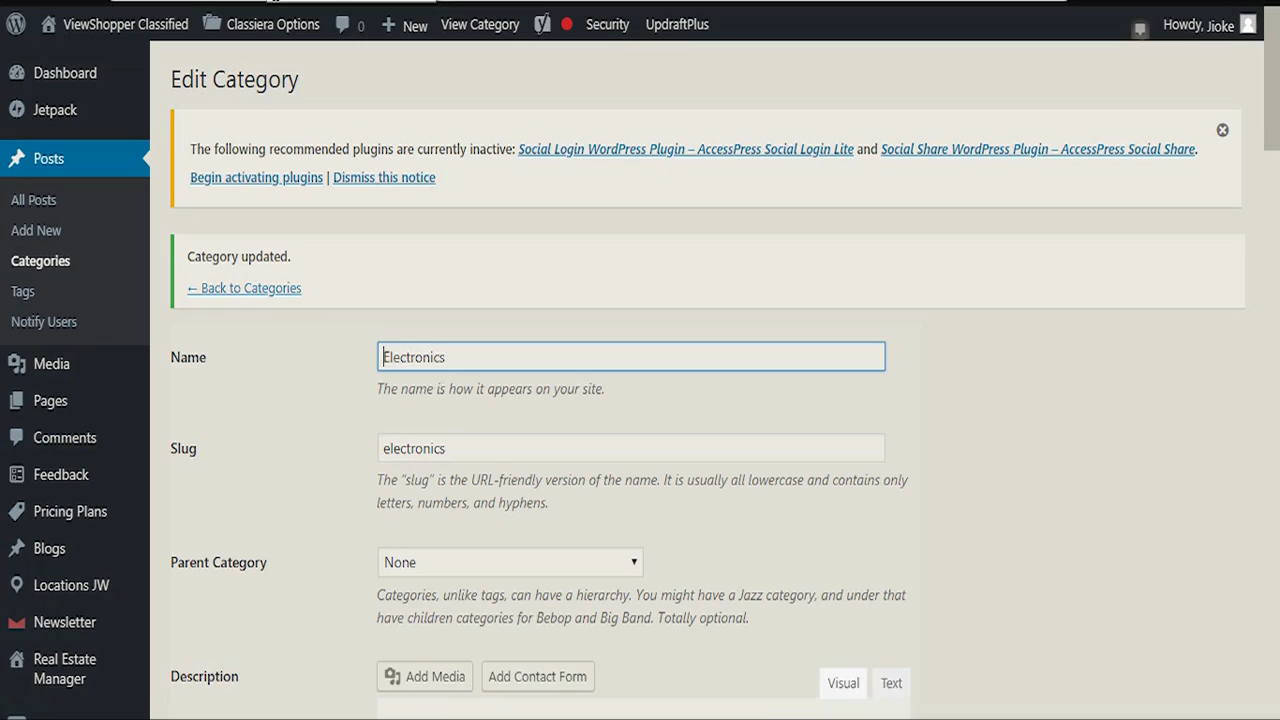 ViewShopper Classified Classiera Options 0 New View Category Security UpdraftPlus Howdy, Jioke
Dashboard
Jetpack
Posts
All Posts
Add New
Categories
Tags
Notify Users
Media
Pages
Comments
Feedback
Pricing Plans
Blogs
Locations JW
Newsletter
Real Estate
Manager
Edit Category
The following recommended plugins are currently inactive: Social Login WordPress Plugin – AccessPress Social Login Lite and Social Share WordPress Plugin – AccessPress Social Share.
Begin activating plugins | Dismiss this notice
Category updated.
← Back to Categories
Name
Electronics
The name is how it appears on your site.
Slug
electronics
The "slug" is the URL-friendly version of the name. It is usually all lowercase and contains only
letters, numbers, and hyphens.
Parent Category
None
Categories, unlike tags, can have a hierarchy. You might have a Jazz category, and under that
have children categories for Bebop and Big Band. Totally optional.
Description
Add Media Add Contact Form
Visual Text